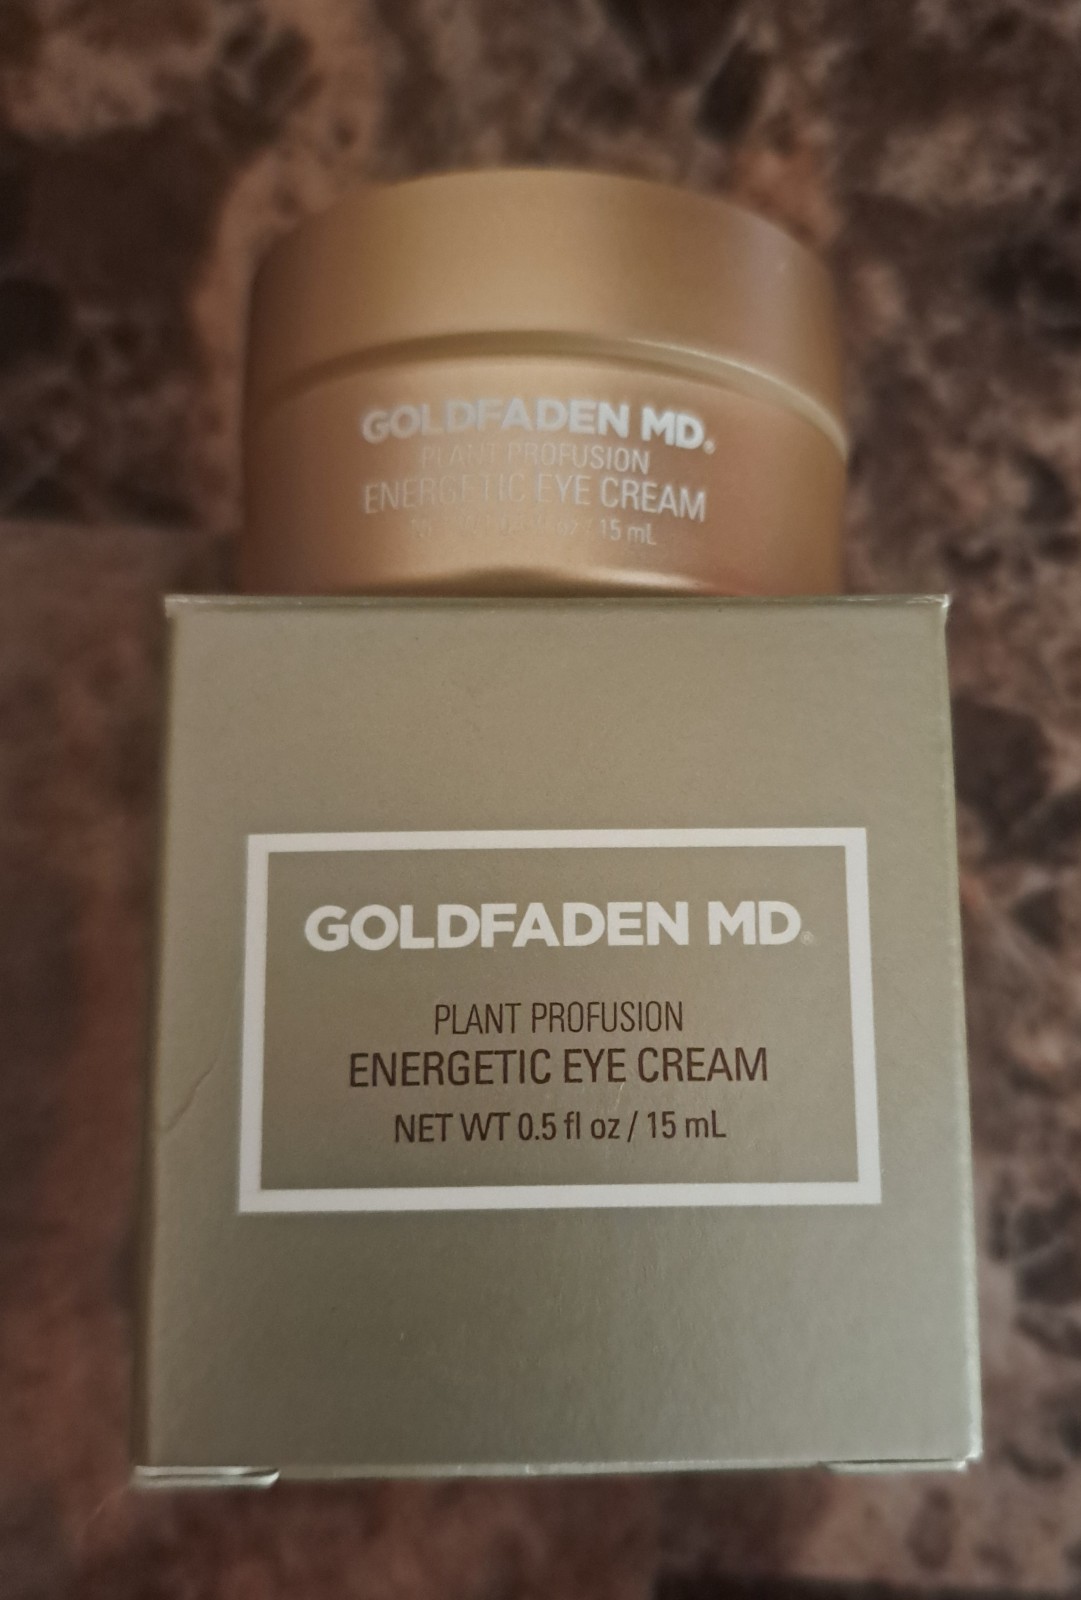 GOLDFADEN MD®
PLANT PROFUSION
ENERGETIC EYE CREAM
15 mL
GOLDFADEN MD®
PLANT PROFUSION
ENERGETIC EYE CREAM
NET WT 0.5 fl oz / 15 mL